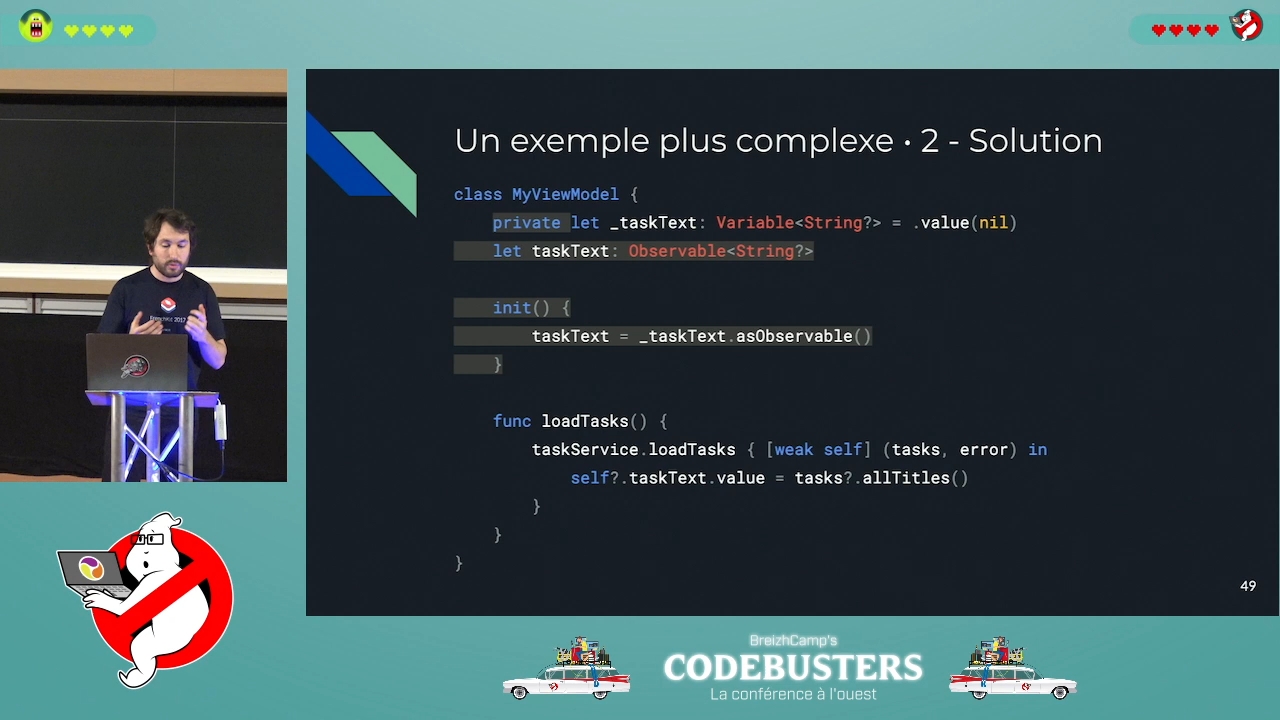 Un exemple plus complexe • 2 - Solution
class MyViewModel {
private let _taskText: Variable<String?> = .value(nil)
let taskText: Observable<String?>
init() {
taskText = _taskText.asObservable()
}
func loadTasks() {
taskService.loadTasks { [weak self] (tasks, error) in
self?.taskText.value = tasks?.allTitles()
}
}
}
49
BreizhCamp's
CODEBUSTERS
La conférence à l'ouest